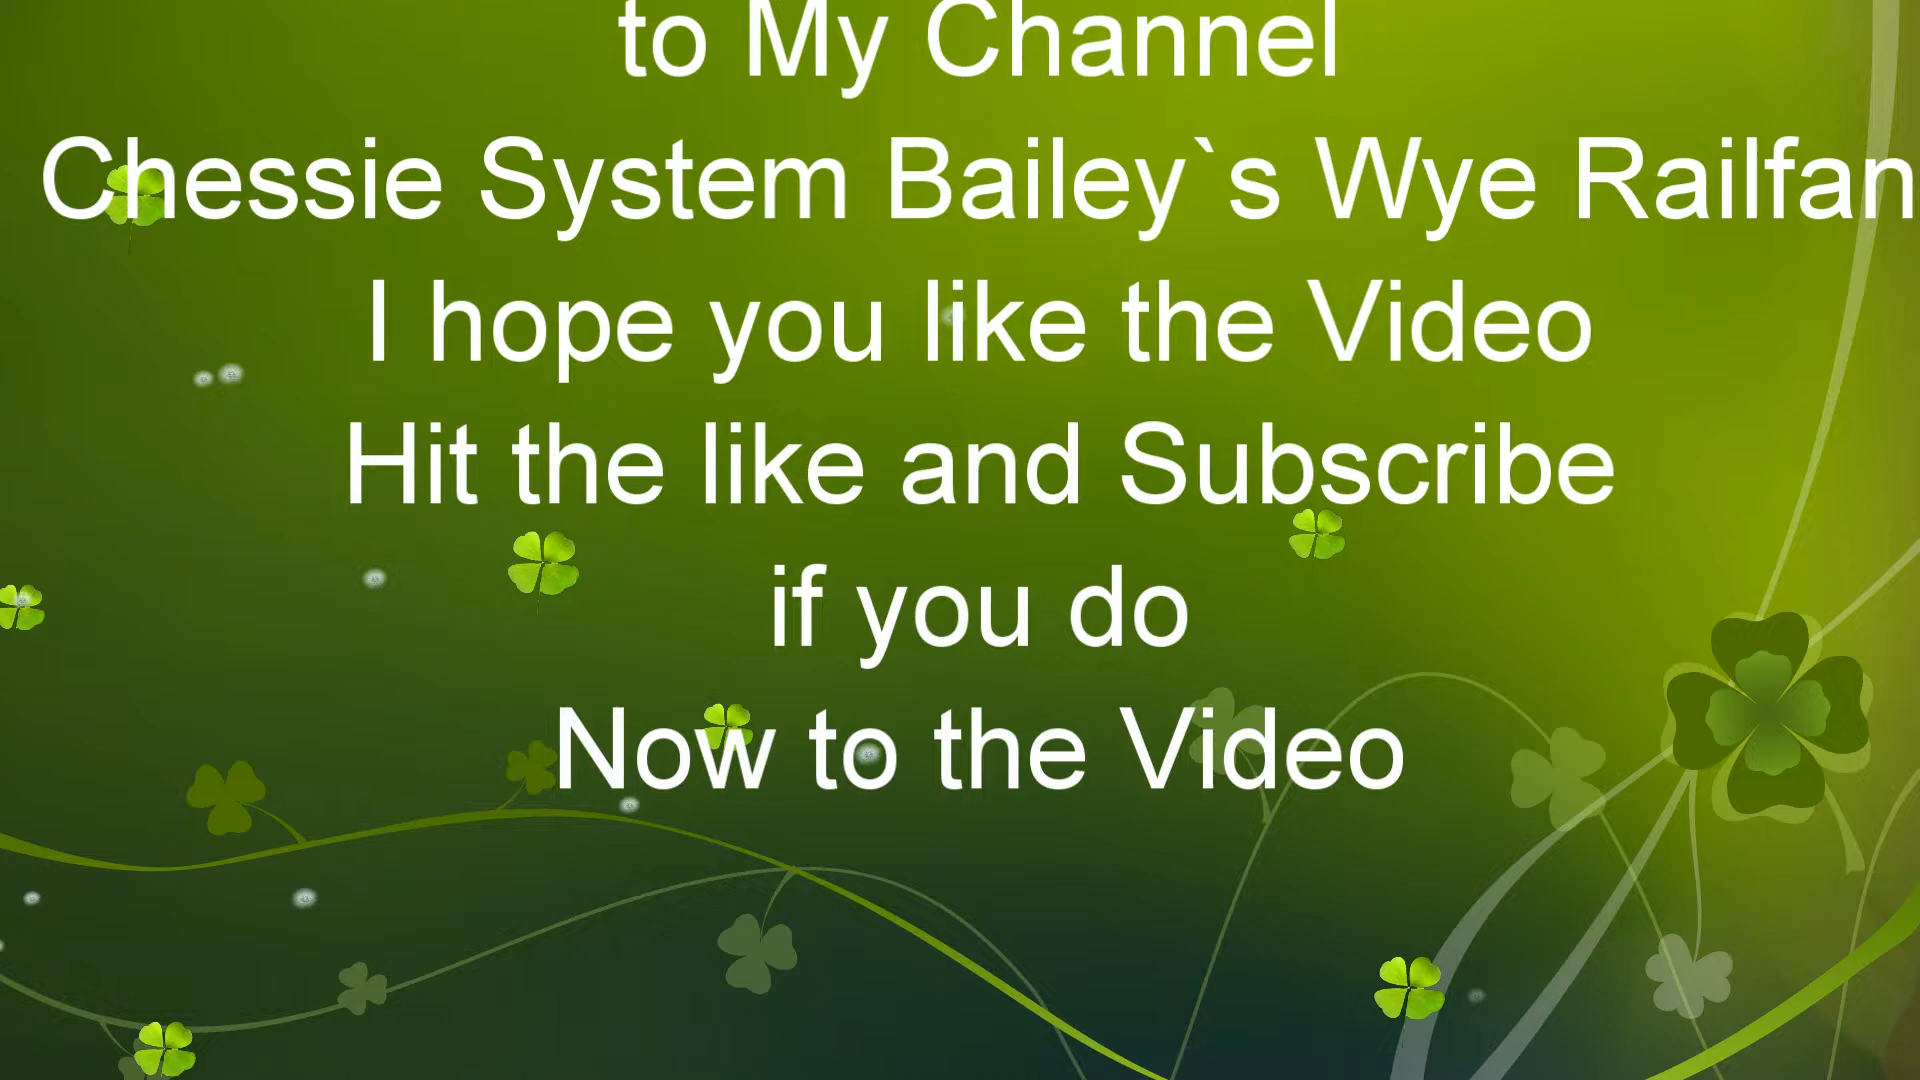 to My Channel
Chessie System Bailey`s Wye Railfan
I hope you like the Video
Hit the like and Subscribe
if you do
Now to the Video